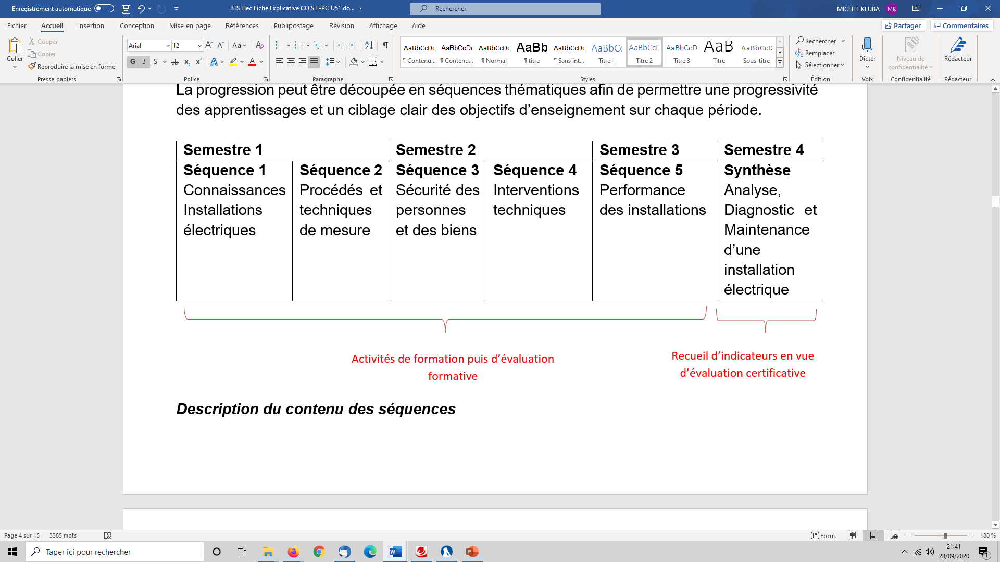 Enregistrement automatique
BTS Elec Fiche Explicative CO STI-PC U51.do...
Rechercher
MICHEL KLUBA
MK
Fichier
Accueil
Insertion
Conception
Mise en page
Références
Publipostage
Révision
Affichage
Aide
Partager
Commentaires
Coller
Couper
Copier
Reproduire la mise en forme
Presse-papiers
Arial
12
Police
Paragraphe
AaBbCcDc
¶ Contenu...
AaBbCcDc
¶ Contenu...
AaBbCcDc
¶ Normal
AaBb
¶ titre
AaBbCcDc
¶ Sans int...
AaBbCc
Titre 1
AaBbCcD
Titre 2
AaBbCcD
Titre 3
AaB
Titre
AaBbCcD
Sous-titre
Styles
Rechercher
Remplacer
Sélectionner
Édition
Dicter
Voix
Niveau de
confidentialité
Confidentialité
Rédacteur
Rédacteur
La progression peut être découpée en séquences thématiques afin de permettre une progressivité
des apprentissages et un ciblage clair des objectifs d’enseignement sur chaque période.
Semestre 1
Semestre 2
Semestre 3
Semestre 4
Séquence 1
Connaissances
Installations
électriques
Séquence 2
Procédés et
techniques
de mesure
Séquence 3
Sécurité des
personnes
et des biens
Séquence 4
Interventions
techniques
Séquence 5
Performance
des installations
Synthèse
Analyse,
Diagnostic et
Maintenance
d’une
installation
électrique
Activités de formation puis d’évaluation
formative
Recueil d’indicateurs en vue
d’évaluation certificative
Description du contenu des séquences
Page 4 sur 15
3385 mots
Focus
180 %
Taper ici pour rechercher
21:41
28/09/2020